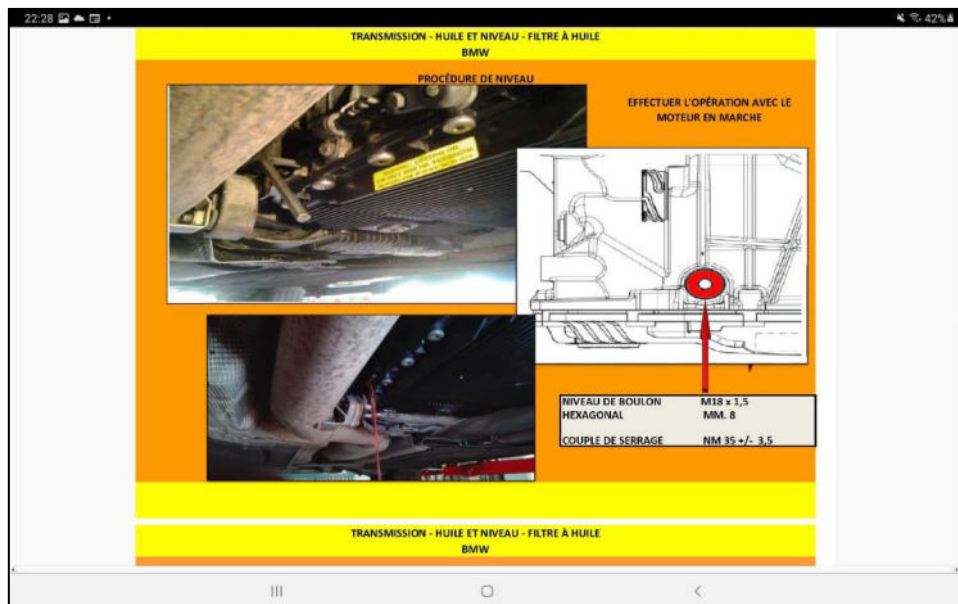 22:28
42%
TRANSMISSION - HUILE ET NIVEAU - FILTRE À HUILE
BMW
PROCÉDURE DE NIVEAU
EFFECTUER L'OPÉRATION AVEC LE
MOTEUR EN MARCHE
NIVEAU DE BOULON M18 x 1,5
HEXAGONAL MM. 8
COUPLE DE SERRAGE NM 35 +/- 3,5
TRANSMISSION - HUILE ET NIVEAU - FILTRE À HUILE
BMW